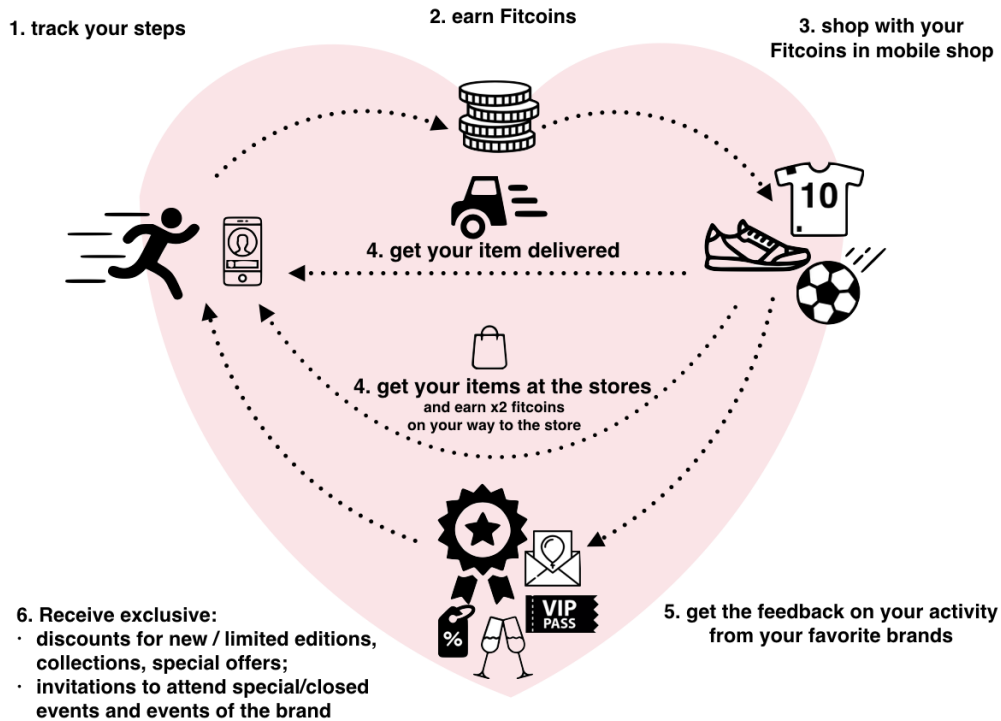 1. track your steps
2. earn Fitcoins
3. shop with your
Fitcoins in mobile shop
10
4. get your item delivered
4. get your items at the stores
and earn x2 fitcoins
on your way to the store
%
VIP
PASS
5. get the feedback on your activity
from your favorite brands
6. Receive exclusive:
· discounts for new / limited editions,
collections, special offers;
· invitations to attend special/closed
events and events of the brand